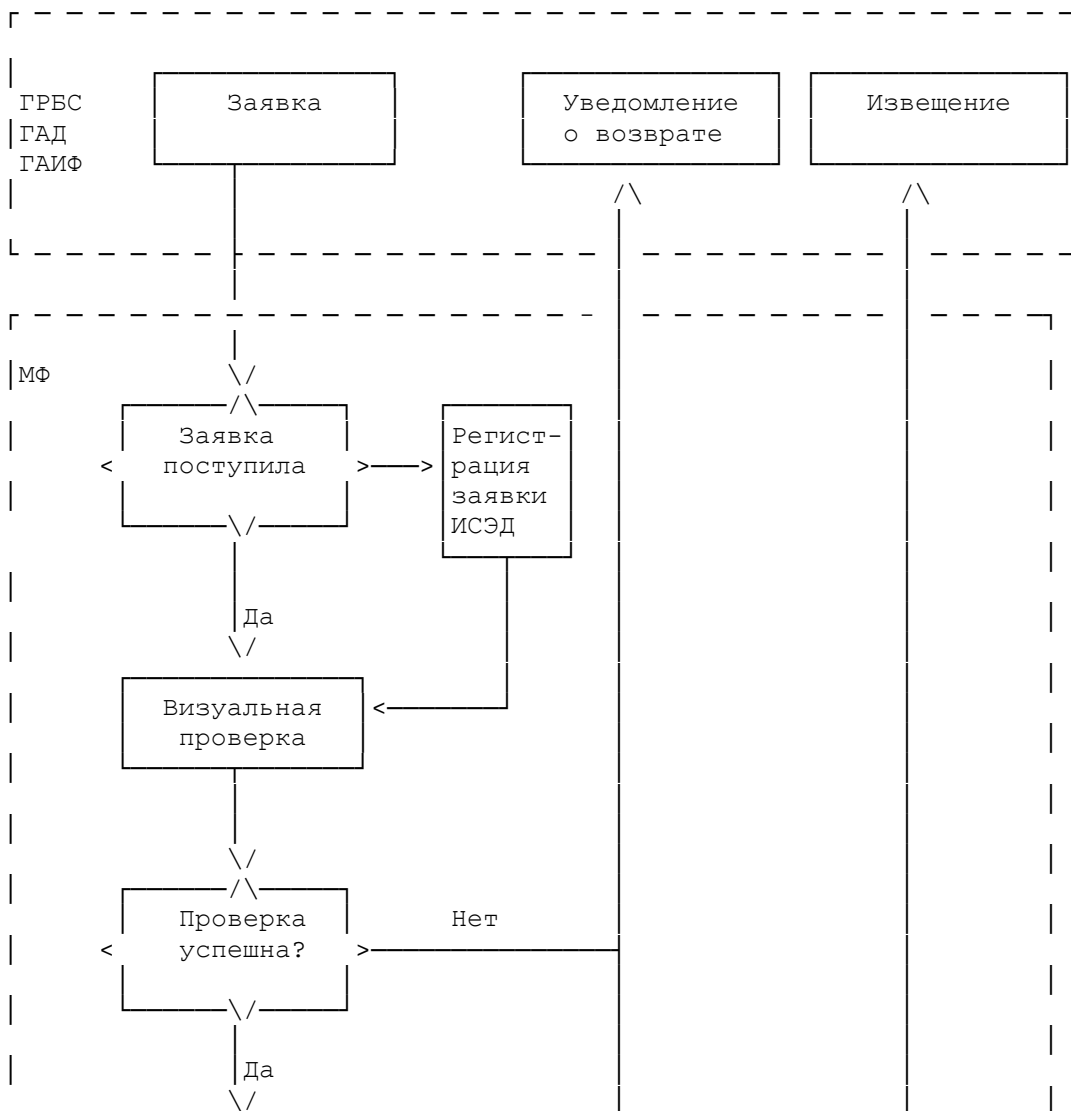 ГРБС
ГАД
ГАИФ
Заявка
Уведомление
о возврате
Извещение
МФ
Заявка
поступила
Регист-
рация
заявки
ИСЭД
Да
Визуальная
проверка
Проверка
успешна?
Нет
Да